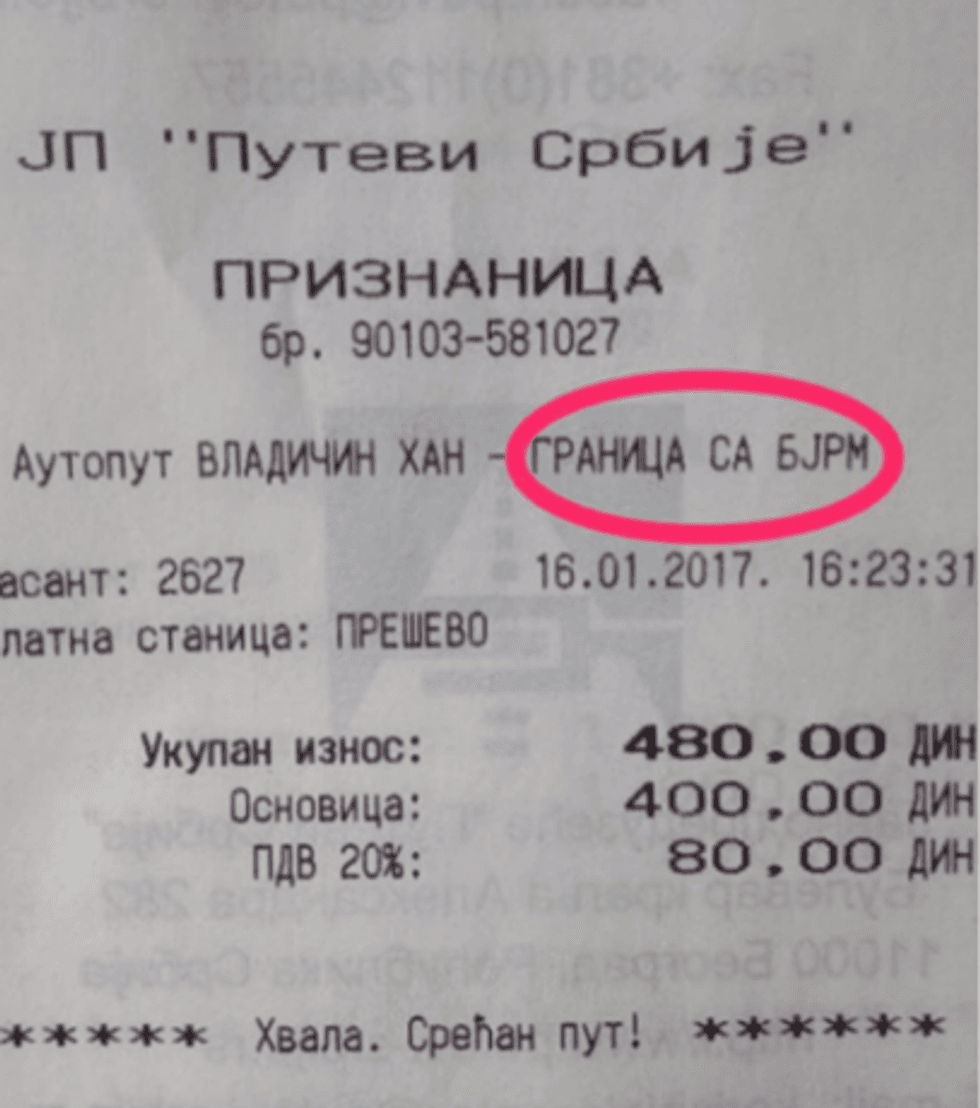 ЈП "Путеви Србије"
ПРИЗНАНИЦА
бр. 90103-581027
Аутопут ВЛАДИЧИН ХАН - ГРАНИЦА СА БЈРМ
асант: 2627 16.01.2017. 16:23:31
латна станица: ПРЕШЕВО
Укупан износ: 480.00 ДИН
Основица: 400.00 ДИН
ПДВ 20%: 80.00 ДИН
***** Хвала. Срећан пут! ******